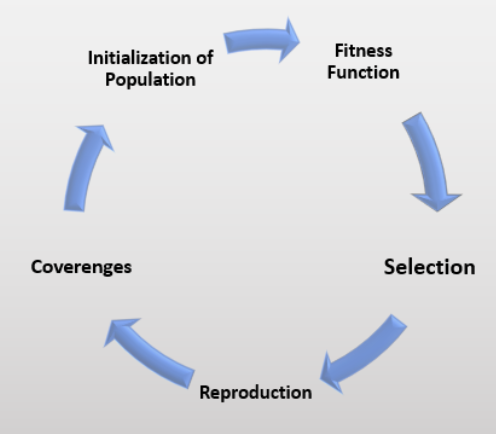 Initialization of
Population
Fitness
Function
Selection
Reproduction
Coverenges